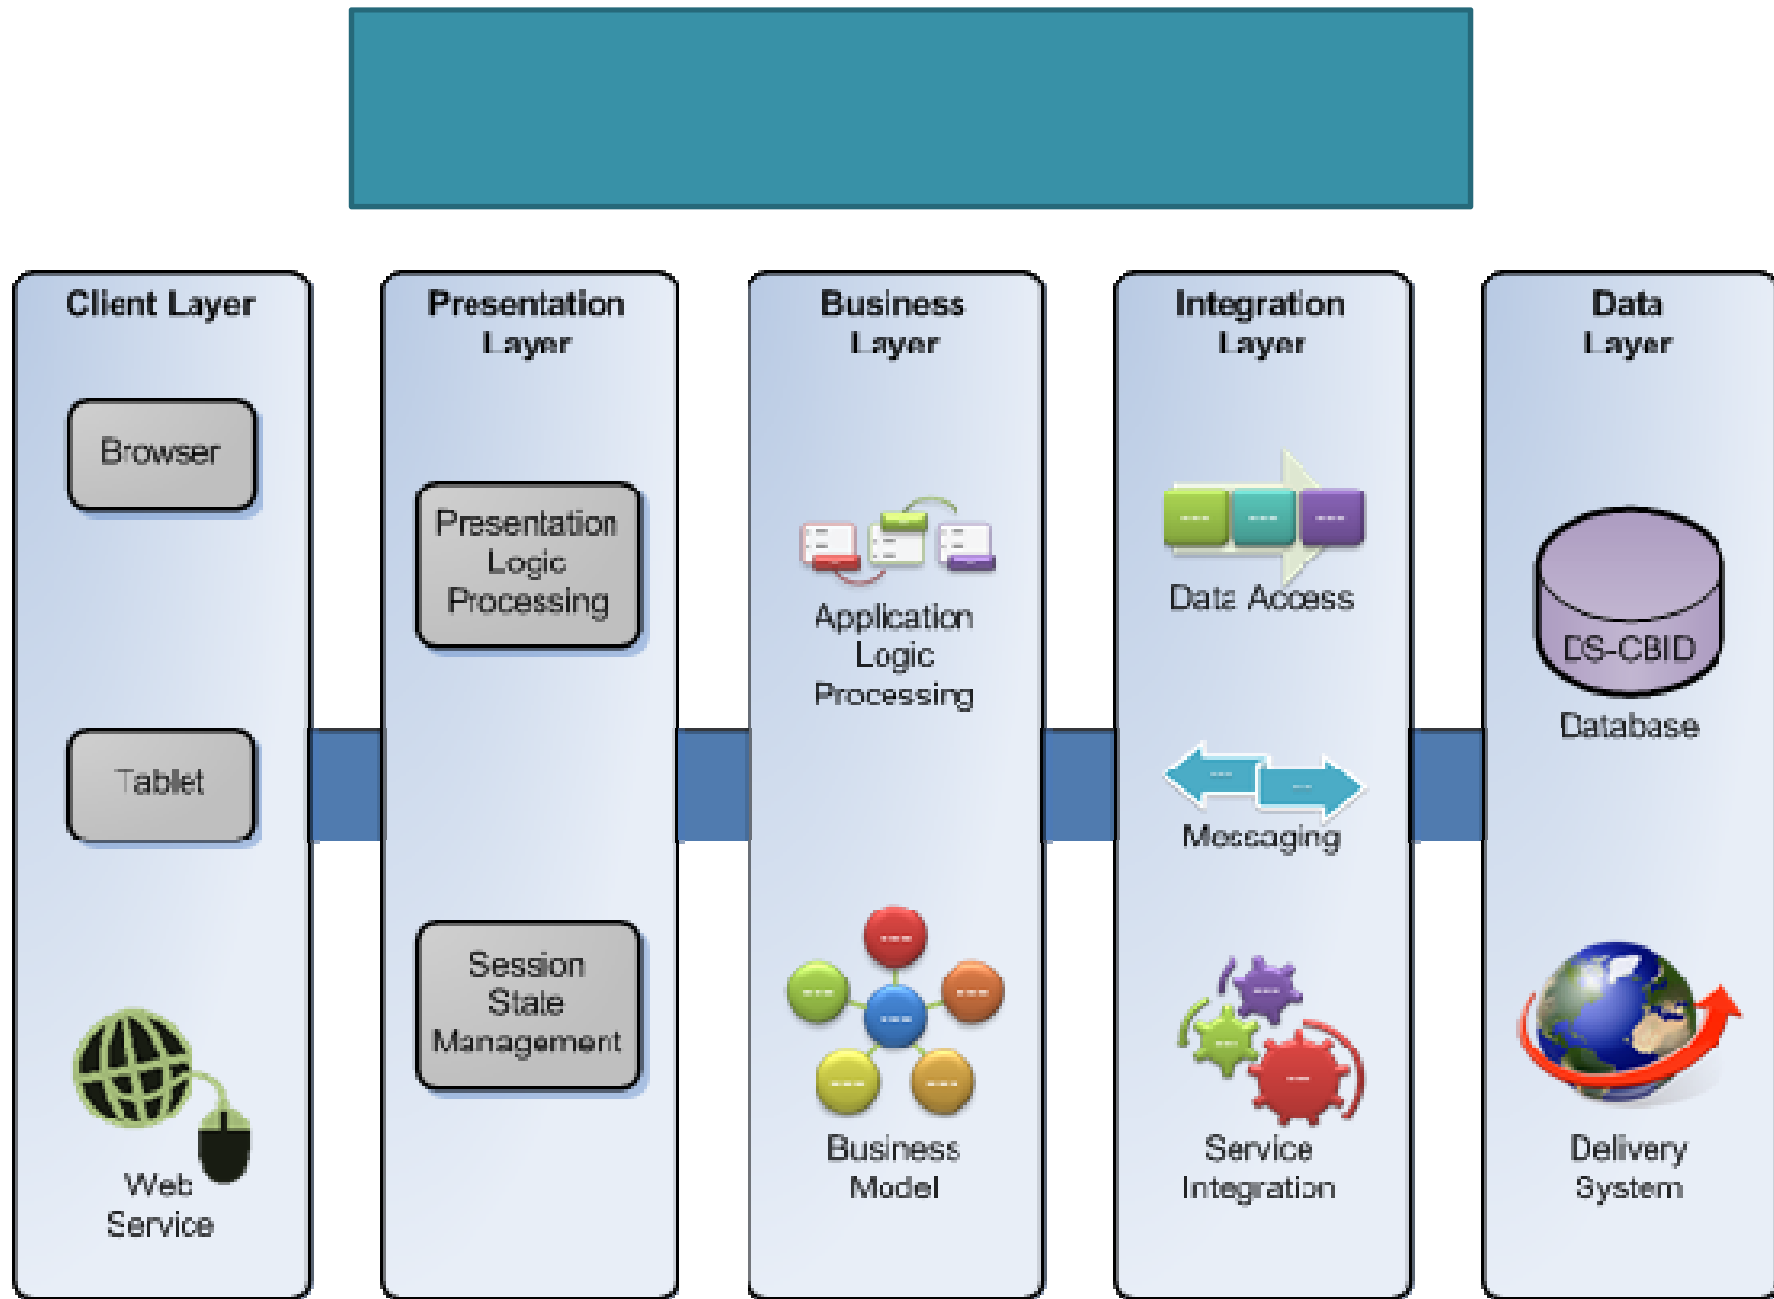 Client Layer
Browser
Tablet
Web
Service
Presentation
Layer
Presentation
Logic
Processing
Session
State
Management
Business
Layer
Application
Logic
Processing
Business
Model
Integration
Layer
Data Access
Messaging
Service
Integration
Data
Layer
DS-CBID
Database
Delivery
System